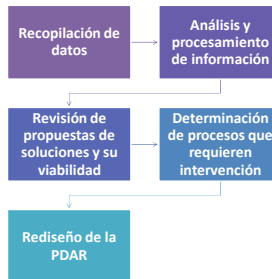 Recopilación de
datos
Análisis y
procesamiento
de información
Revisión de
propuestas de
soluciones y su
viabilidad
Determinación
de procesos que
requieren
intervención
Rediseño de la
PDAR